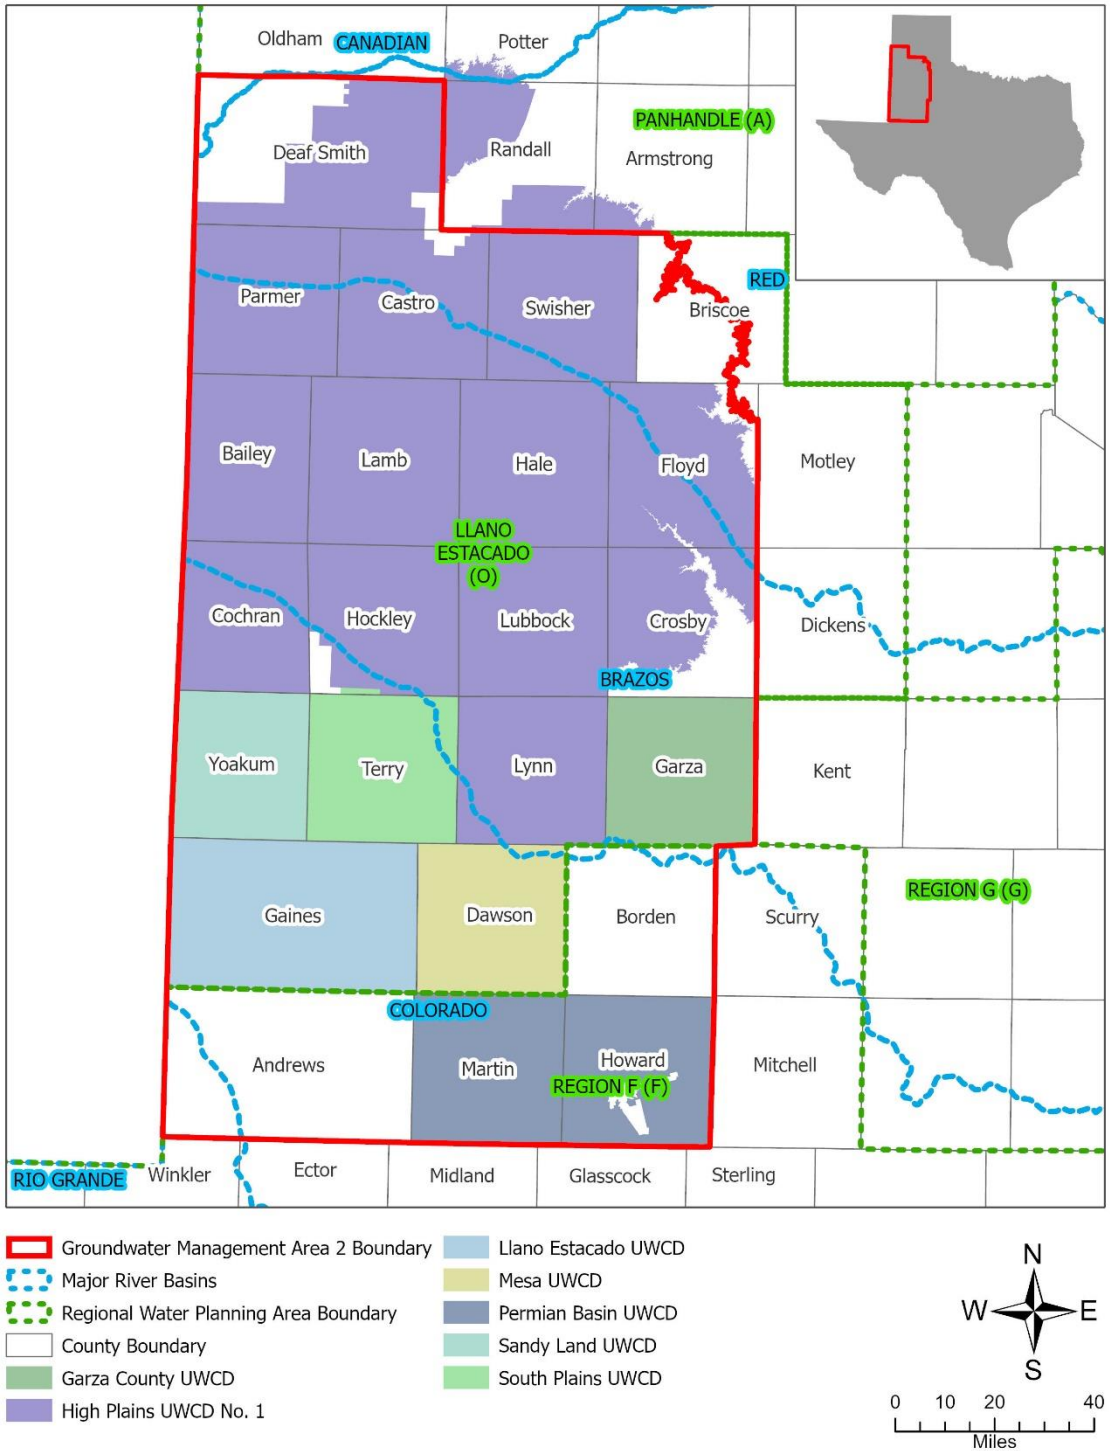 Oldham
CANADIAN
Potter
PANHANDLE (A)
Deaf Smith
Randall
Armstrong
RED
Parmer
Castro
Swisher
Briscoe
Bailey
Lamb
Hale
Floyd
Motley
LLANO
ESTACADO
(O)
Cochran
Hockley
Lubbock
Crosby
Dickens
BRAZOS
Yoakum
Terry
Lynn
Garza
Kent
REGION G (G)
Gaines
Dawson
Borden
Scurry
COLORADO
Andrews
Martin
Howard
REGION F (F)
Mitchell
RIO GRANDE
Winkler
Ector
Midland
Glasscock
Sterling
Groundwater Management Area 2 Boundary
Major River Basins
Regional Water Planning Area Boundary
County Boundary
Garza County UWCD
High Plains UWCD No. 1
Llano Estacado UWCD
Mesa UWCD
Permian Basin UWCD
Sandy Land UWCD
South Plains UWCD
N
W E
S
0 10 20 40
Miles